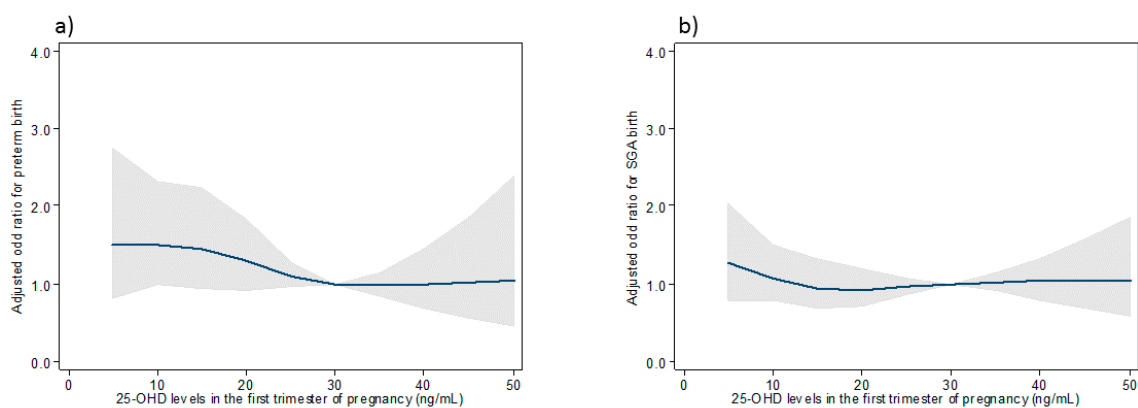 a)
Adjusted odd ratio for preterm birth
4.0
3.0
2.0
1.0
0.0
0 10 20 30 40 50
25-OHD levels in the first trimester of pregnancy (ng/mL)
b)
Adjusted odd ratio for SGA birth
4.0
3.0
2.0
1.0
0.0
0 10 20 30 40 50
25-OHD levels in the first trimester of pregnancy (ng/mL)